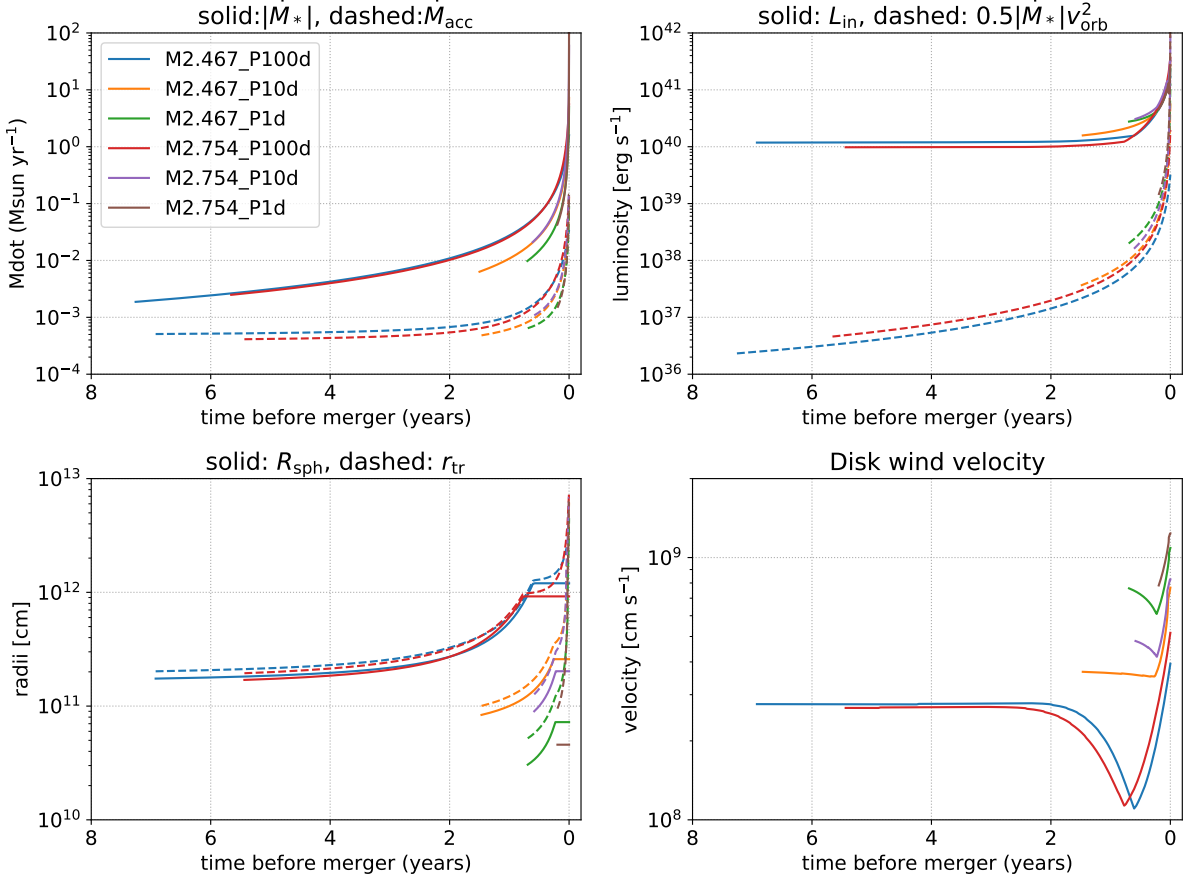 solid:|Ṁ*|, dashed:Ṁacc
10²
10¹
10⁰
10⁻¹
10⁻²
10⁻³
10⁻⁴
Mdot (Msun yr⁻¹)
M2.467_P100d
M2.467_P10d
M2.467_P1d
M2.754_P100d
M2.754_P10d
M2.754_P1d
8 6 4 2 0
time before merger (years)
solid: Lin, dashed: 0.5|Ṁ*|v²orb
10⁴²
10⁴¹
10⁴⁰
10³⁹
10³⁸
10³⁷
10³⁶
luminosity [erg s⁻¹]
8 6 4 2 0
time before merger (years)
solid: Rsph, dashed: rtr
10¹³
10¹²
10¹¹
10¹⁰
radii [cm]
8 6 4 2 0
time before merger (years)
Disk wind velocity
10⁹
10⁸
velocity [cm s⁻¹]
8 6 4 2 0
time before merger (years)